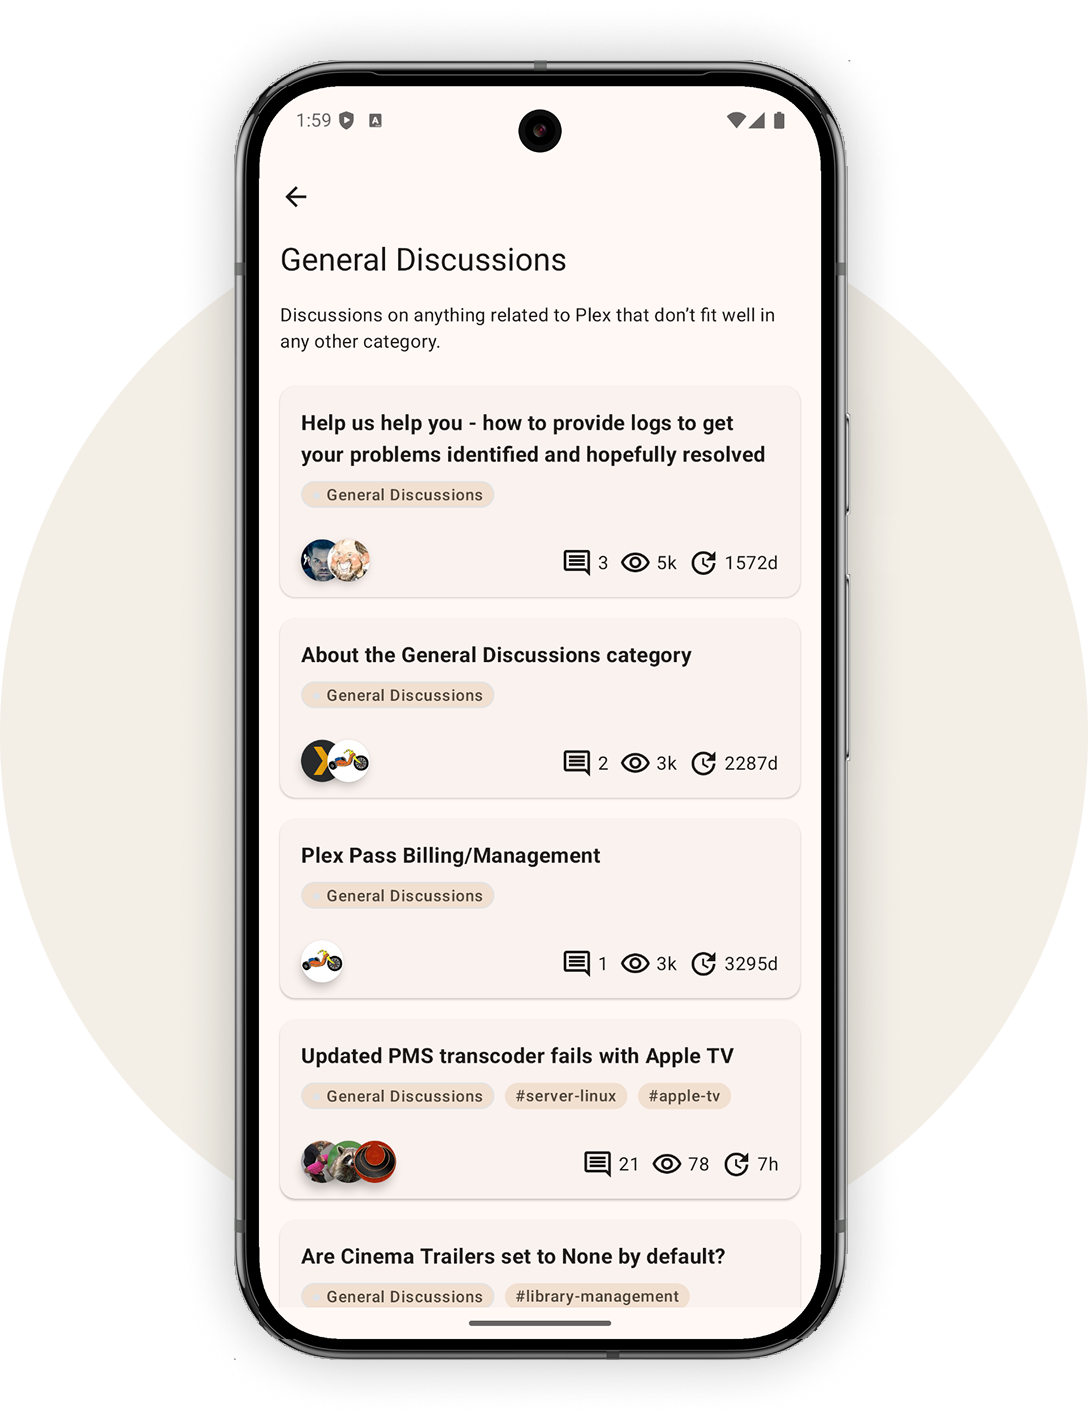 1:59
General Discussions
Discussions on anything related to Plex that don’t fit well in
any other category.
Help us help you - how to provide logs to get
your problems identified and hopefully resolved
General Discussions
3 5k 1572d
About the General Discussions category
General Discussions
2 3k 2287d
Plex Pass Billing/Management
General Discussions
1 3k 3295d
Updated PMS transcoder fails with Apple TV
General Discussions #server-linux #apple-tv
21 78 7h
Are Cinema Trailers set to None by default?
General Discussions #library-management